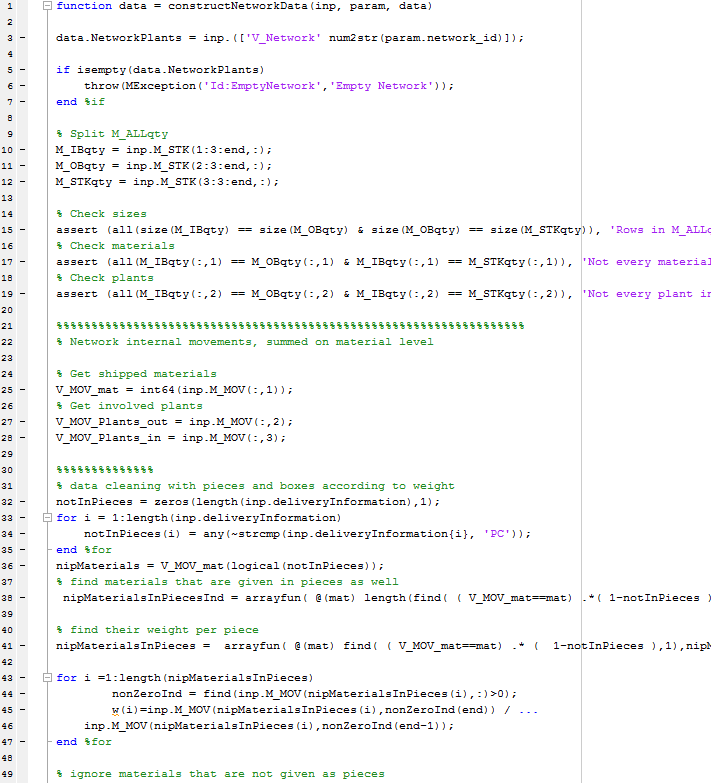 1 function data = constructNetworkData(inp, param, data)
2
3 - data.NetworkPlants = inp.(['V_Network' num2str(param.network_id)]);
4
5 - if isempty(data.NetworkPlants)
6 - throw(MException('Id:EmptyNetwork','Empty Network'));
7 - end %if
8
9 % Split M_ALLqty
10 - M_IBqty = inp.M_STK(1:3:end,:);
11 - M_OBqty = inp.M_STK(2:3:end,:);
12 - M_STKqty = inp.M_STK(3:3:end,:);
13
14 % Check sizes
15 - assert (all(size(M_IBqty) == size(M_OBqty) & size(M_OBqty) == size(M_STKqty)), 'Rows in M_ALL
16 % Check materials
17 - assert (all(M_IBqty(:,1) == M_OBqty(:,1) & M_IBqty(:,1) == M_STKqty(:,1)), 'Not every material
18 % Check plants
19 - assert (all(M_IBqty(:,2) == M_OBqty(:,2) & M_IBqty(:,2) == M_STKqty(:,2)), 'Not every plant in
20
21 %%%%%%%%%%%%%%%%%%%%%%%%%%%%%%%%%%%%%%%%%%%%%%%%%%%%%%%%%%%%%%%%%%%
22 % Network internal movements, summed on material level
23
24 % Get shipped materials
25 - V_MOV_mat = int64(inp.M_MOV(:,1));
26 % Get involved plants
27 - V_MOV_Plants_out = inp.M_MOV(:,2);
28 - V_MOV_Plants_in = inp.M_MOV(:,3);
29
30 %%%%%%%%%%%%%%
31 % data cleaning with pieces and boxes according to weight
32 - notInPieces = zeros(length(inp.deliveryInformation),1);
33 - for i = 1:length(inp.deliveryInformation)
34 - notInPieces(i) = any(~strcmp(inp.deliveryInformation{i}, 'PC'));
35 - end %for
36 - nipMaterials = V_MOV_mat(logical(notInPieces));
37 % find materials that are given in pieces as well
38 - nipMaterialsInPiecesInd = arrayfun( @(mat) length(find( ( V_MOV_mat==mat) .*( 1-notInPieces )
39
40 % find their weight per piece
41 - nipMaterialsInPieces = arrayfun( @(mat) find( ( V_MOV_mat==mat) .* ( 1-notInPieces ),1),nipM
42
43 - for i =1:length(nipMaterialsInPieces)
44 - nonZeroInd = find(inp.M_MOV(nipMaterialsInPieces(i),:)>0);
45 - w(i)=inp.M_MOV(nipMaterialsInPieces(i),nonZeroInd(end)) / ...
46 inp.M_MOV(nipMaterialsInPieces(i),nonZeroInd(end-1));
47 - end %for
48
49 % ignore materials that are not given as pieces